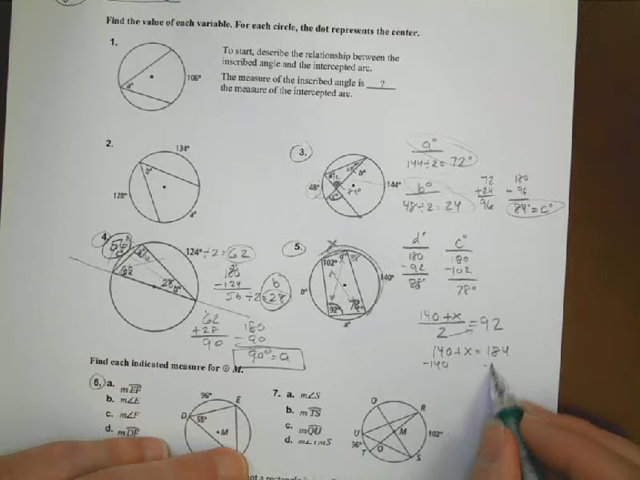 Find the value of each variable. For each circle, the dot represents the center.
1.
a°
106°
To start, describe the relationship between the
inscribed angle and the intercepted arc.
The measure of the inscribed angle is ?
the measure of the intercepted arc.
2.
134°
b°
128°
a°
3.
48°
144°
a°
144÷2=72°
b°
48÷2=24
72
+24
96
180
-96
84°=c°
4
124°÷2=62
62
28
b°
180
-124
56÷2=28
b
62
+28
90
180
-90
90°=a
5
x
102°
140°
92°
78°
b°
a°
d°
180
-92
88°
c°
180
-102
78°
140+x
2
=92
140+x=184
-140
Find each indicated measure for ⊙ M.
6. a. mEF
b. m∠E
c. m∠F
d. mDF
96°
E
D
55°
M
7. a. m∠S
b. mTS
c. mQU
Q
R
U
M
102°
36°
T
S